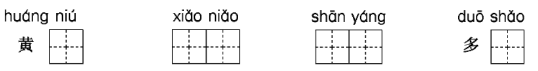 huáng niú xiǎo niǎo shān yáng duō shǎo
黄 多